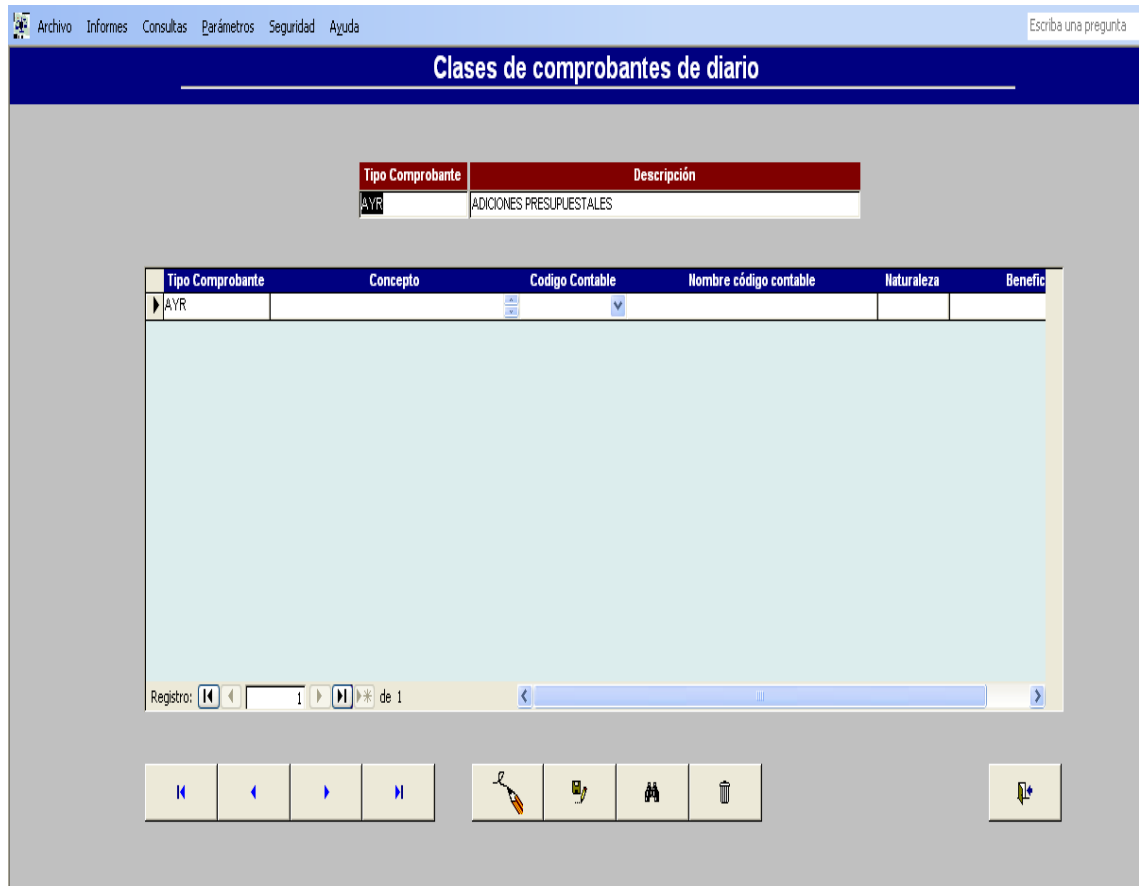 Archivo Informes Consultas Parámetros Seguridad Ayuda Escriba una pregunta
Clases de comprobantes de diario
Tipo Comprobante Descripción
AYR ADICIONES PRESUPUESTALES
Tipo Comprobante Concepto Codigo Contable Nombre código contable Naturaleza Benefic
AYR
Registro: 1 de 1